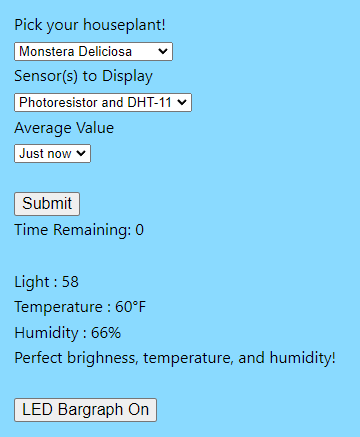 Pick your houseplant!
Monstera Deliciosa
Sensor(s) to Display
Photoresistor and DHT-11
Average Value
Just now
Submit
Time Remaining: 0
Light : 58
Temperature : 60°F
Humidity : 66%
Perfect brighness, temperature, and humidity!
LED Bargraph On